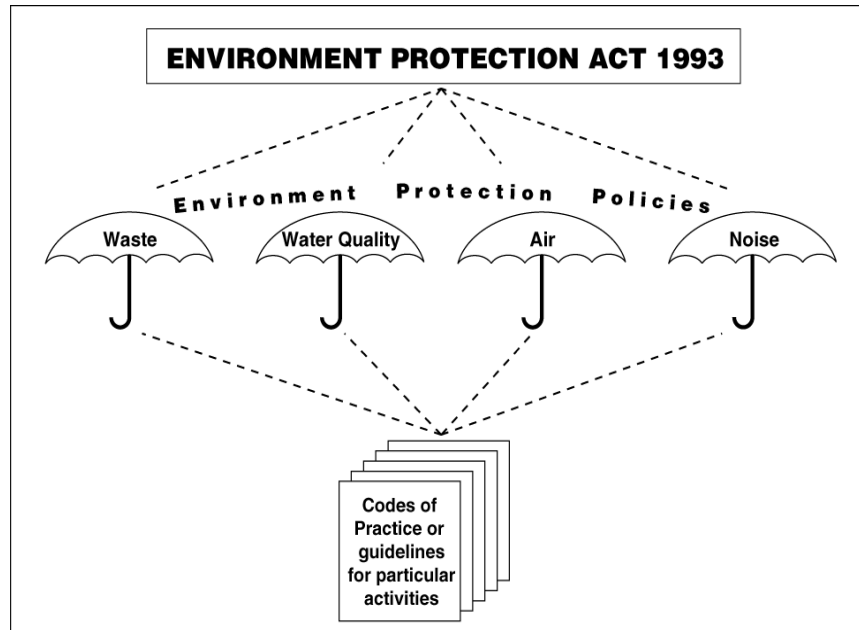 ENVIRONMENT PROTECTION ACT 1993
Environment Protection Policies
Waste
Water Quality
Air
Noise
Codes of
Practice or
guidelines
for particular
activities